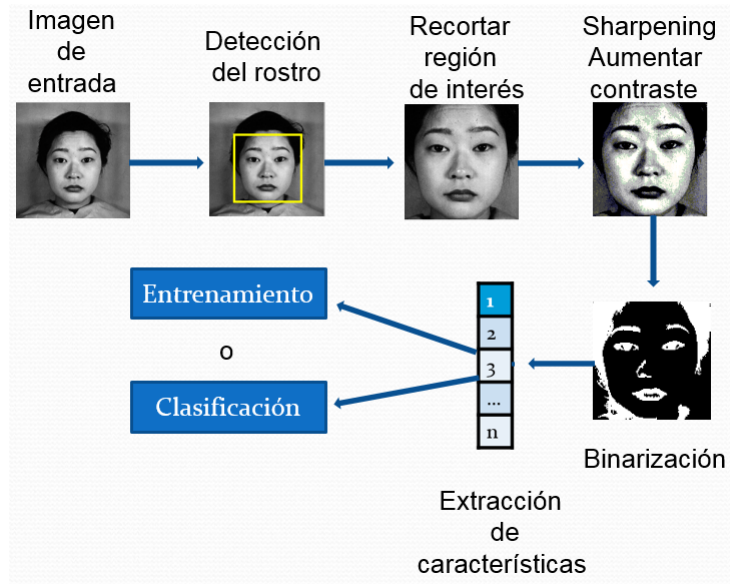 Imagen
de
entrada
Detección
del rostro
Recortar
región
de interés
Sharpening
Aumentar
contraste
Entrenamiento
o
Clasificación
1
2
3
...
n
Binarización
Extracción
de
características